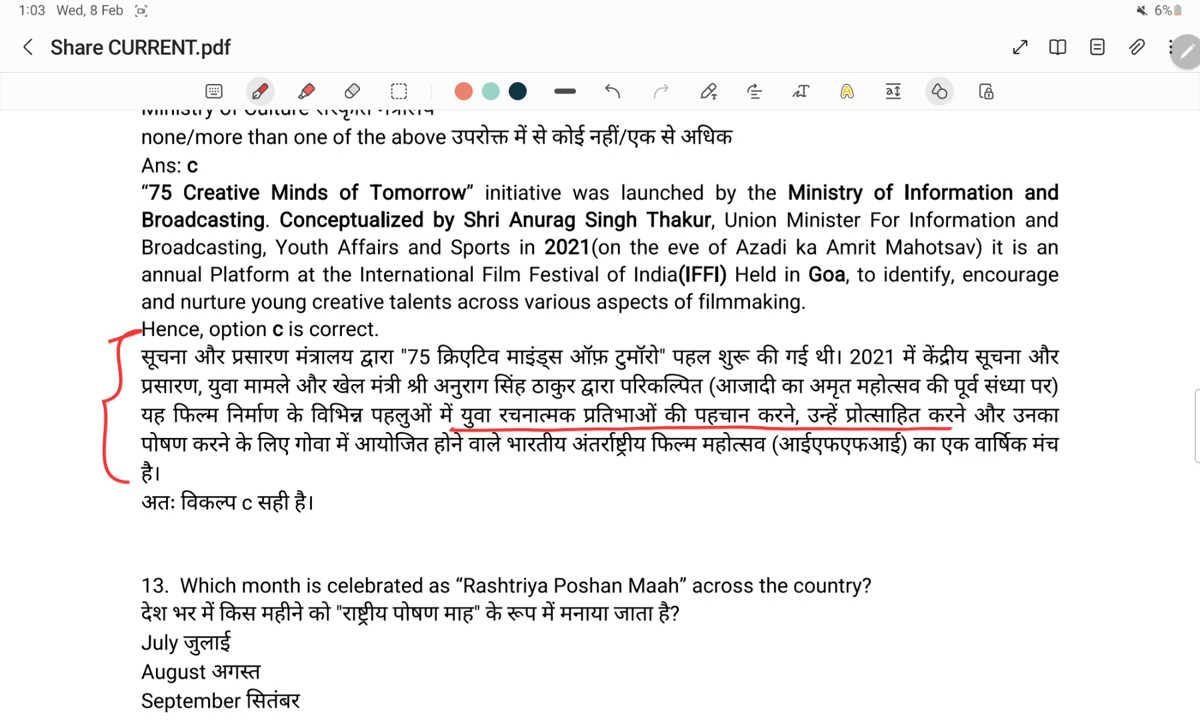 1:03 Wed, 8 Feb
6%
Share CURRENT.pdf
Ministry of Culture संस्कृति मंत्रालय
none/more than one of the above उपरोक्त में से कोई नहीं/एक से अधिक
Ans: c
“75 Creative Minds of Tomorrow” initiative was launched by the Ministry of Information and
Broadcasting. Conceptualized by Shri Anurag Singh Thakur, Union Minister For Information and
Broadcasting, Youth Affairs and Sports in 2021(on the eve of Azadi ka Amrit Mahotsav) it is an
annual Platform at the International Film Festival of India(IFFI) Held in Goa, to identify, encourage
and nurture young creative talents across various aspects of filmmaking.
Hence, option c is correct.
सूचना और प्रसारण मंत्रालय द्वारा "75 क्रिएटिव माइंड्स ऑफ़ टुमॉरो" पहल शुरू की गई थी। 2021 में केंद्रीय सूचना और
प्रसारण, युवा मामले और खेल मंत्री श्री अनुराग सिंह ठाकुर द्वारा परिकल्पित (आजादी का अमृत महोत्सव की पूर्व संध्या पर)
यह फिल्म निर्माण के विभिन्न पहलुओं में युवा रचनात्मक प्रतिभाओं की पहचान करने, उन्हें प्रोत्साहित करने और उनका
पोषण करने के लिए गोवा में आयोजित होने वाले भारतीय अंतर्राष्ट्रीय फिल्म महोत्सव (आईएफएफआई) का एक वार्षिक मंच
है।
अतः विकल्प c सही है।
13. Which month is celebrated as “Rashtriya Poshan Maah” across the country?
देश भर में किस महीने को "राष्ट्रीय पोषण माह" के रूप में मनाया जाता है?
July जुलाई
August अगस्त
September सितंबर